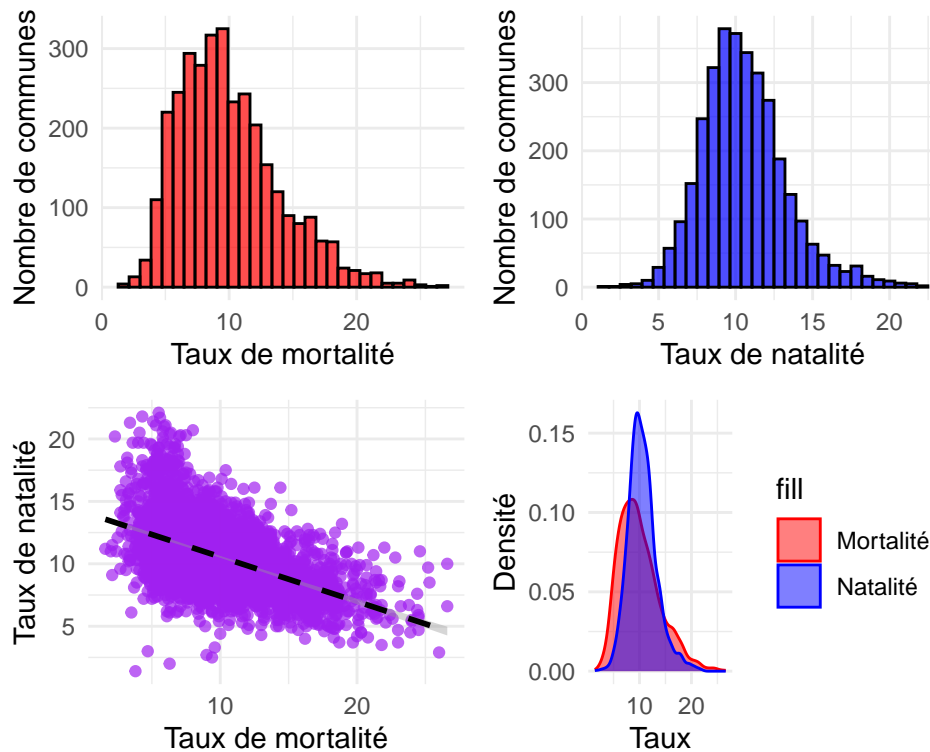 Nombre de communes
300
200
100
0
0 10 20
Taux de mortalité
Nombre de communes
300
200
100
0
0 5 10 15 20
Taux de natalité
Taux de natalité
20
15
10
5
10 20
Taux de mortalité
Densité
0.15
0.10
0.05
0.00
10 20
Taux
fill
Mortalité
Natalité